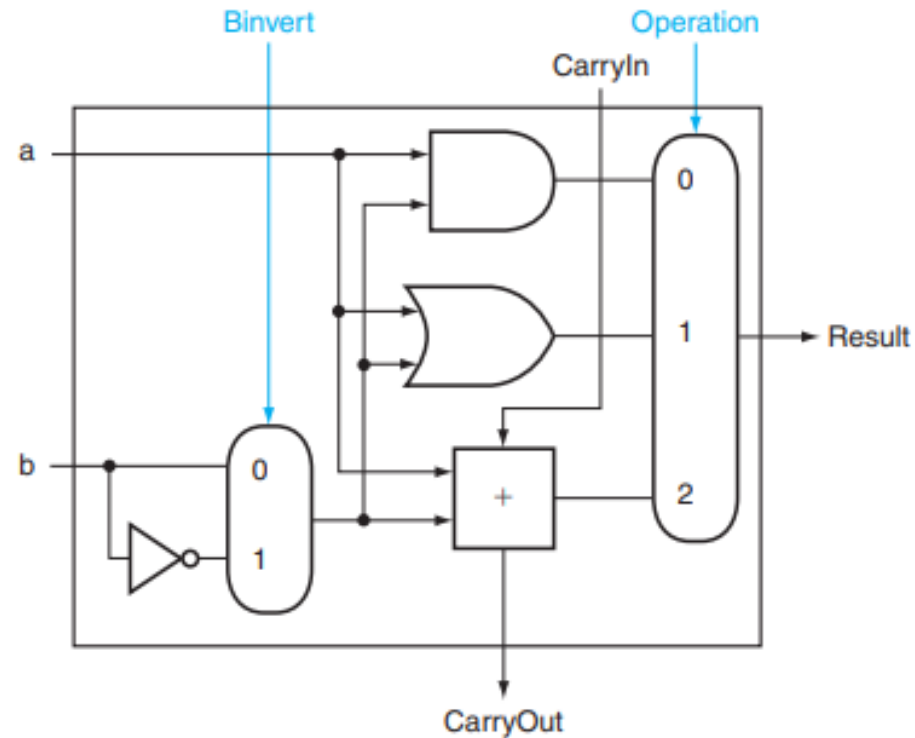 Binvert
Operation
CarryIn
a
0
1
Result
b
0
2
+
1
CarryOut